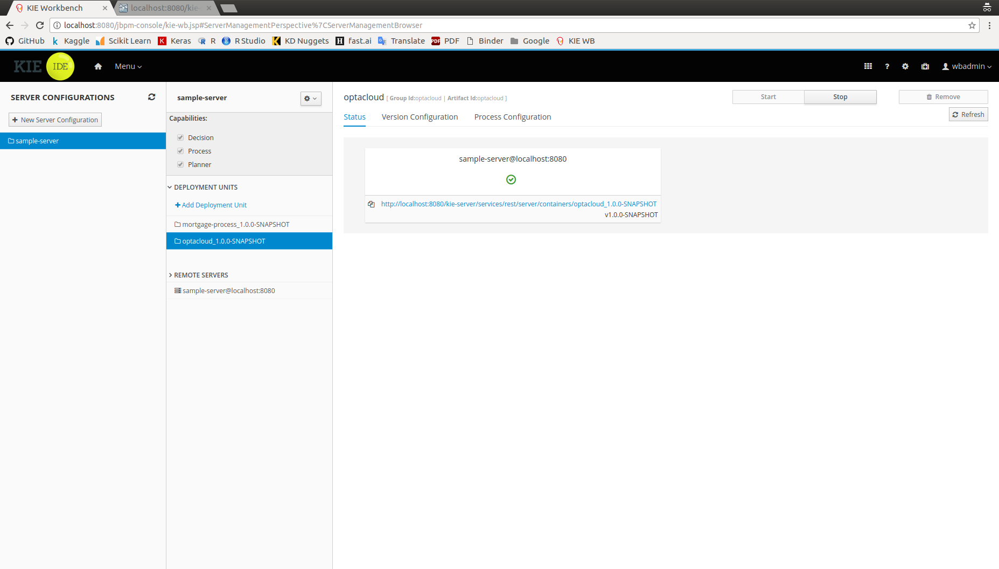 KIE Workbench
localhost:8080/kie-
localhost:8080/jbpm-console/kie-wb.jsp#ServerManagementPerspective%7CServerManagementBrowser
GitHub Kaggle Scikit Learn Keras R R Studio KD Nuggets fast.ai Translate PDF Binder Google KIE WB
KIE IDE Menu ? wbadmin
SERVER CONFIGURATIONS
New Server Configuration
sample-server
sample-server
Capabilities:
Decision
Process
Planner
DEPLOYMENT UNITS
Add Deployment Unit
mortgage-process_1.0.0-SNAPSHOT
optacloud_1.0.0-SNAPSHOT
REMOTE SERVERS
sample-server@localhost:8080
optacloud [ Group Id:optacloud | Artifact Id:optacloud ]
Start Stop Remove
Status Version Configuration Process Configuration
Refresh
sample-server@localhost:8080
http://localhost:8080/kie-server/services/rest/server/containers/optacloud_1.0.0-SNAPSHOT
v1.0.0-SNAPSHOT